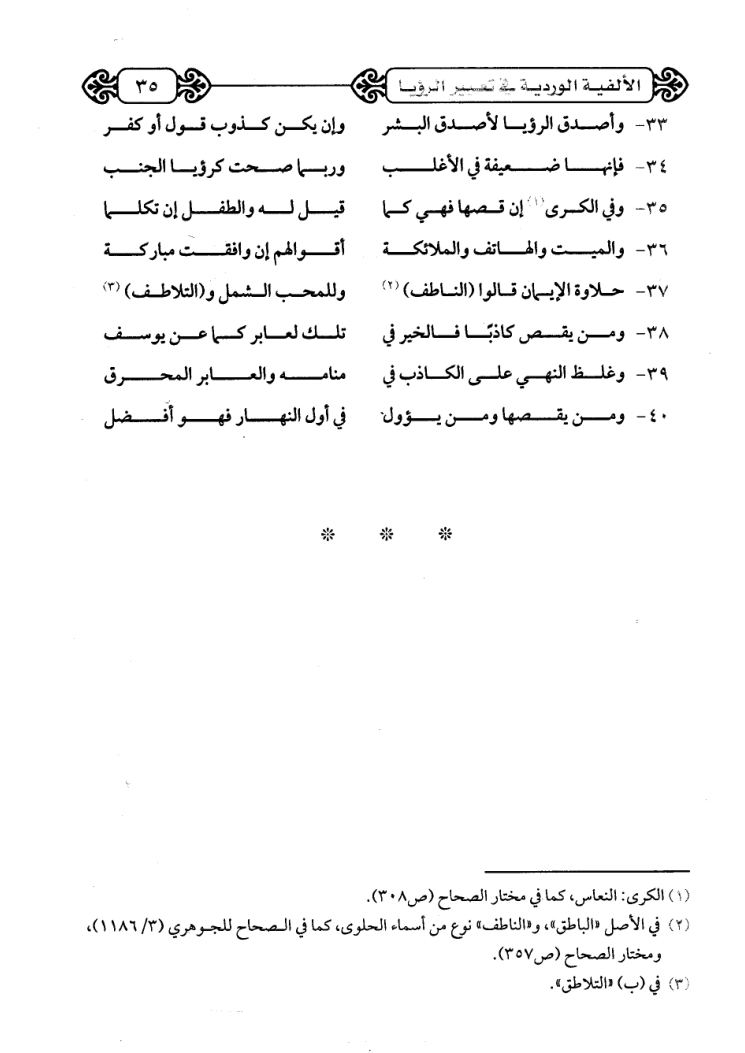 الألفية الوردية في تعبير الرؤيا ٣٥
٣٣- وأصدق الرؤيا لأصدق البشر وإن يكن كذوب قول أو كفر
٣٤- فإنها ضعيفة في الأغلب وربما صحت كرؤيا الجنب
٣٥- وفي الكرى(١) إن قصها فهي كما قيل له والطفل إن تكلما
٣٦- والميت والهاتف والملائكة أقوالهم إن وافقت مباركة
٣٧- حلاوة الإيمان قالوا (الناطف)(٢) وللمحب الشمل و(التلاطف)(٣)
٣٨- ومن يقص كاذبًا فالخير في تلك لعابر كما عن يوسف
٣٩- وغلظ النهي على الكاذب في منامه والعابر المحرق
٤٠- ومن يقصها ومن يؤول في أول النهار فهو أفضل
* * *
(١) الكرى: النعاس، كما في مختار الصحاح (ص٣٠٨).
(٢) في الأصل «الباطق»، و«الناطف» نوع من أسماء الحلوى، كما في الصحاح للجوهري (٣/ ١١٨٦)،
ومختار الصحاح (ص٣٥٧).
(٣) في (ب) «التلاطق».